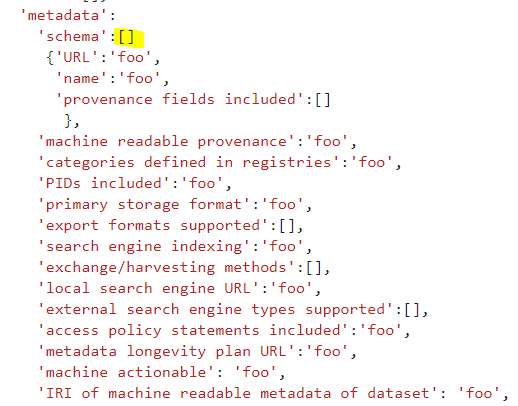 'metadata':
'schema':[]
{'URL':'foo',
'name':'foo',
'provenance fields included':[]
},
'machine readable provenance':'foo',
'categories defined in registries':'foo',
'PIDs included':'foo',
'primary storage format':'foo',
'export formats supported':[],
'search engine indexing':'foo',
'exchange/harvesting methods':[],
'local search engine URL':'foo',
'external search engine types supported':[],
'access policy statements included':'foo',
'metadata longevity plan URL':'foo',
'machine actionable': 'foo',
'IRI of machine readable metadata of dataset': 'foo',